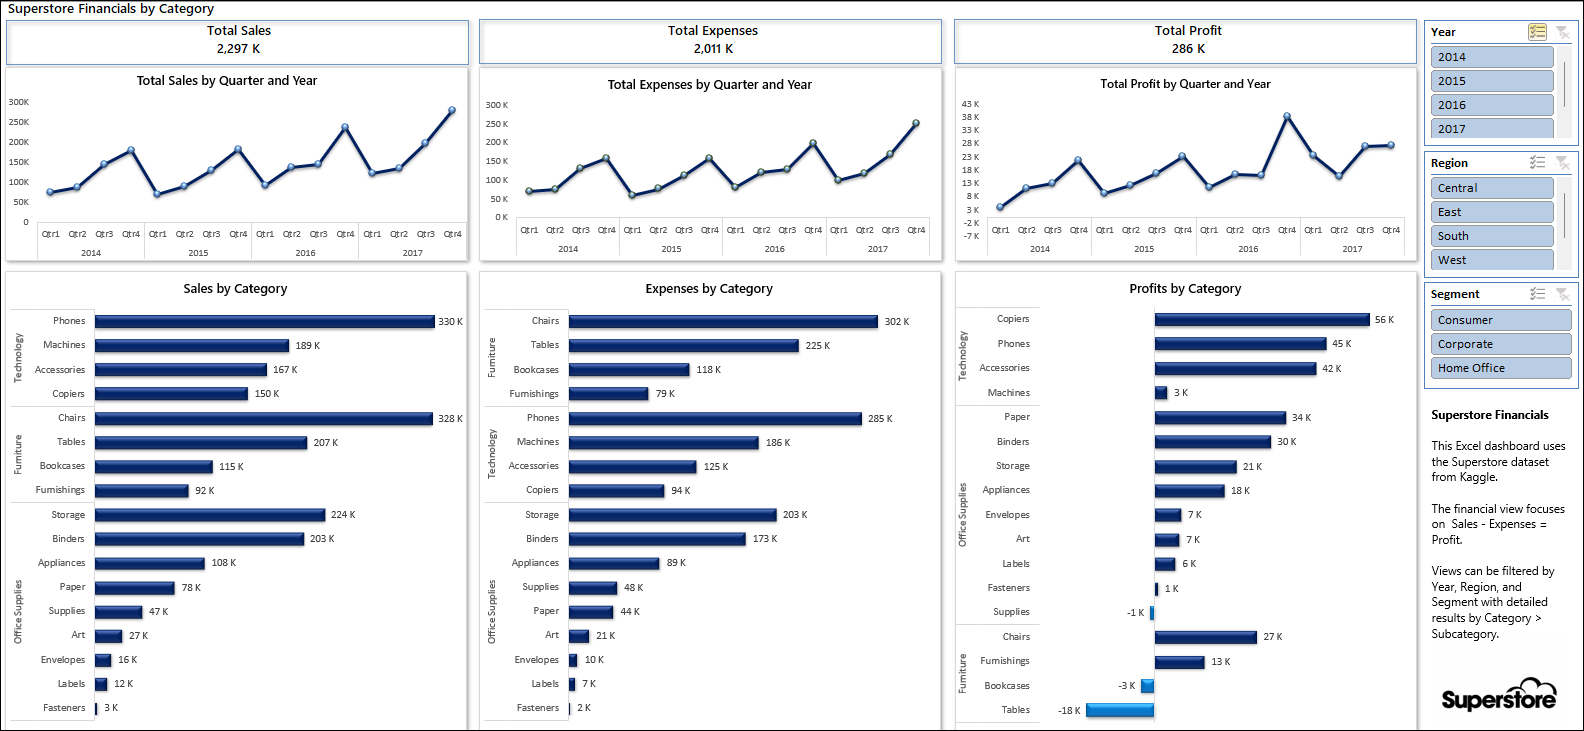 Superstore Financials by Category
Total Sales
2,297 K
Total Expenses
2,011 K
Total Profit
286 K
Total Sales by Quarter and Year
300K
250K
200K
150K
100K
50K
0
Qtr1 Qtr2 Qtr3 Qtr4 Qtr1 Qtr2 Qtr3 Qtr4 Qtr1 Qtr2 Qtr3 Qtr4 Qtr1 Qtr2 Qtr3 Qtr4
2014 2015 2016 2017
Total Expenses by Quarter and Year
300 K
250 K
200 K
150 K
100 K
50 K
0 K
Qtr1 Qtr2 Qtr3 Qtr4 Qtr1 Qtr2 Qtr3 Qtr4 Qtr1 Qtr2 Qtr3 Qtr4 Qtr1 Qtr2 Qtr3 Qtr4
2014 2015 2016 2017
Total Profit by Quarter and Year
43 K
38 K
33 K
28 K
23 K
18 K
13 K
8 K
3 K
-2 K
-7 K
Qtr1 Qtr2 Qtr3 Qtr4 Qtr1 Qtr2 Qtr3 Qtr4 Qtr1 Qtr2 Qtr3 Qtr4 Qtr1 Qtr2 Qtr3 Qtr4
2014 2015 2016 2017
Sales by Category
Technology
Phones 330 K
Machines 189 K
Accessories 167 K
Copiers 150 K
Furniture
Chairs 328 K
Tables 207 K
Bookcases 115 K
Furnishings 92 K
Office Supplies
Storage 224 K
Binders 203 K
Appliances 108 K
Paper 78 K
Supplies 47 K
Art 27 K
Envelopes 16 K
Labels 12 K
Fasteners 3 K
Expenses by Category
Furniture
Chairs 302 K
Tables 225 K
Bookcases 118 K
Furnishings 79 K
Technology
Phones 285 K
Machines 186 K
Accessories 125 K
Copiers 94 K
Office Supplies
Storage 203 K
Binders 173 K
Appliances 89 K
Supplies 48 K
Paper 44 K
Art 21 K
Envelopes 10 K
Labels 7 K
Fasteners 2 K
Profits by Category
Technology
Copiers 56 K
Phones 45 K
Accessories 42 K
Machines 3 K
Office Supplies
Paper 34 K
Binders 30 K
Storage 21 K
Appliances 18 K
Envelopes 7 K
Art 7 K
Labels 6 K
Fasteners 1 K
Supplies -1 K
Furniture
Chairs 27 K
Furnishings 13 K
Bookcases -3 K
Tables -18 K
Year
2014
2015
2016
2017
Region
Central
East
South
West
Segment
Consumer
Corporate
Home Office
Superstore Financials
This Excel dashboard uses
the Superstore dataset
from Kaggle.
The financial view focuses
on Sales - Expenses =
Profit.
Views can be filtered by
Year, Region, and
Segment with detailed
results by Category >
Subcategory.
Superstore